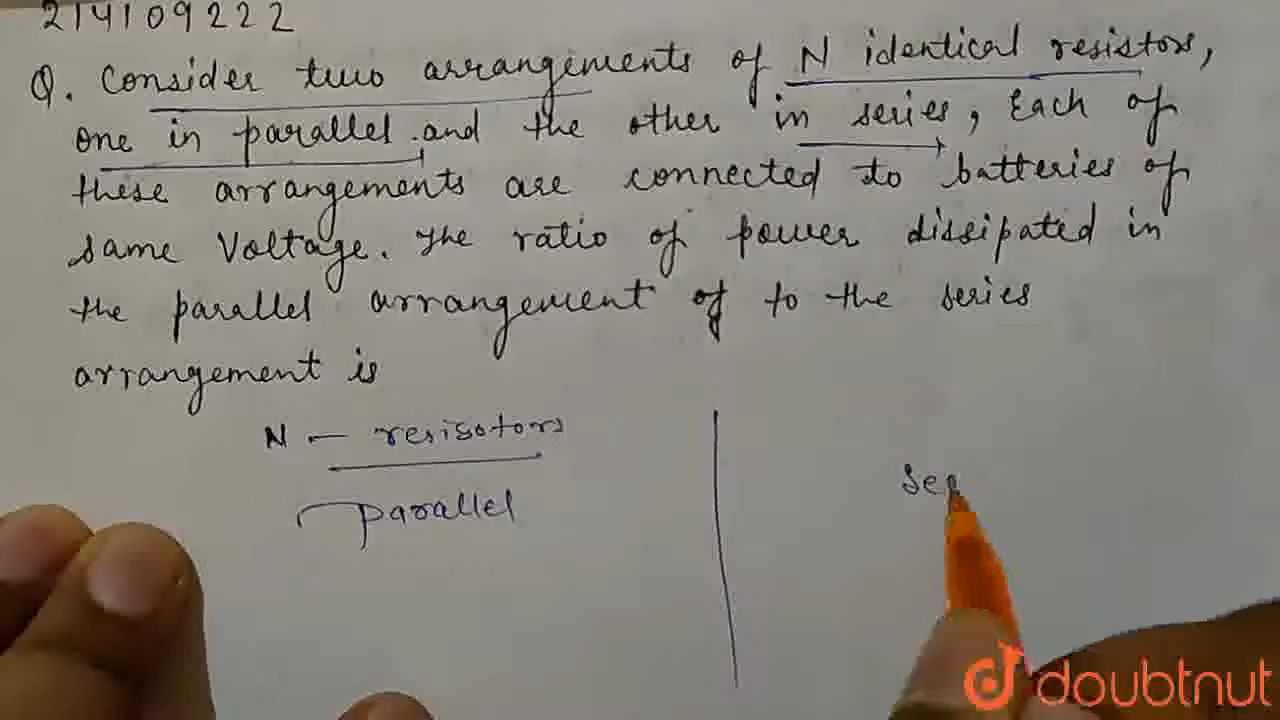 214109222
Q. Consider two arrangements of N identical resistors,
one in parallel and the other in series, Each of
these arrangements are connected to batteries of
same Voltage. The ratio of power dissipated in
the parallel arrangement of to the series
arrangement is
N - resisotors
parallel
Ser
doubtnut